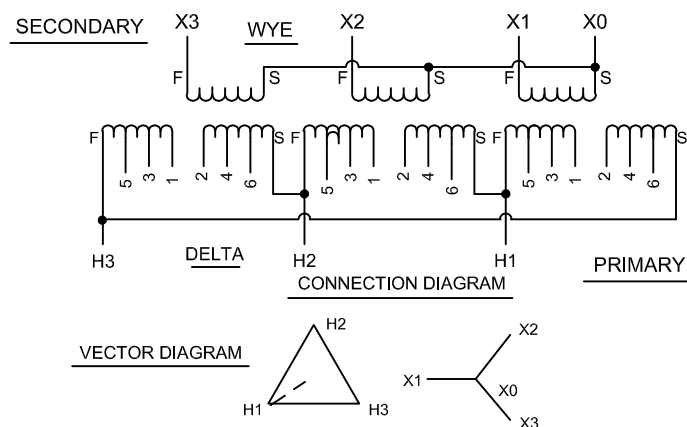 X3 X2 X1 X0
SECONDARY WYE
F S F S F S
F S F S F S
5 3 1 2 4 6 5 3 1 2 4 6 5 3 1 2 4 6
H3 DELTA H2 H1 PRIMARY
CONNECTION DIAGRAM
VECTOR DIAGRAM
H2
H1 H3
X2
X1 X0
X3